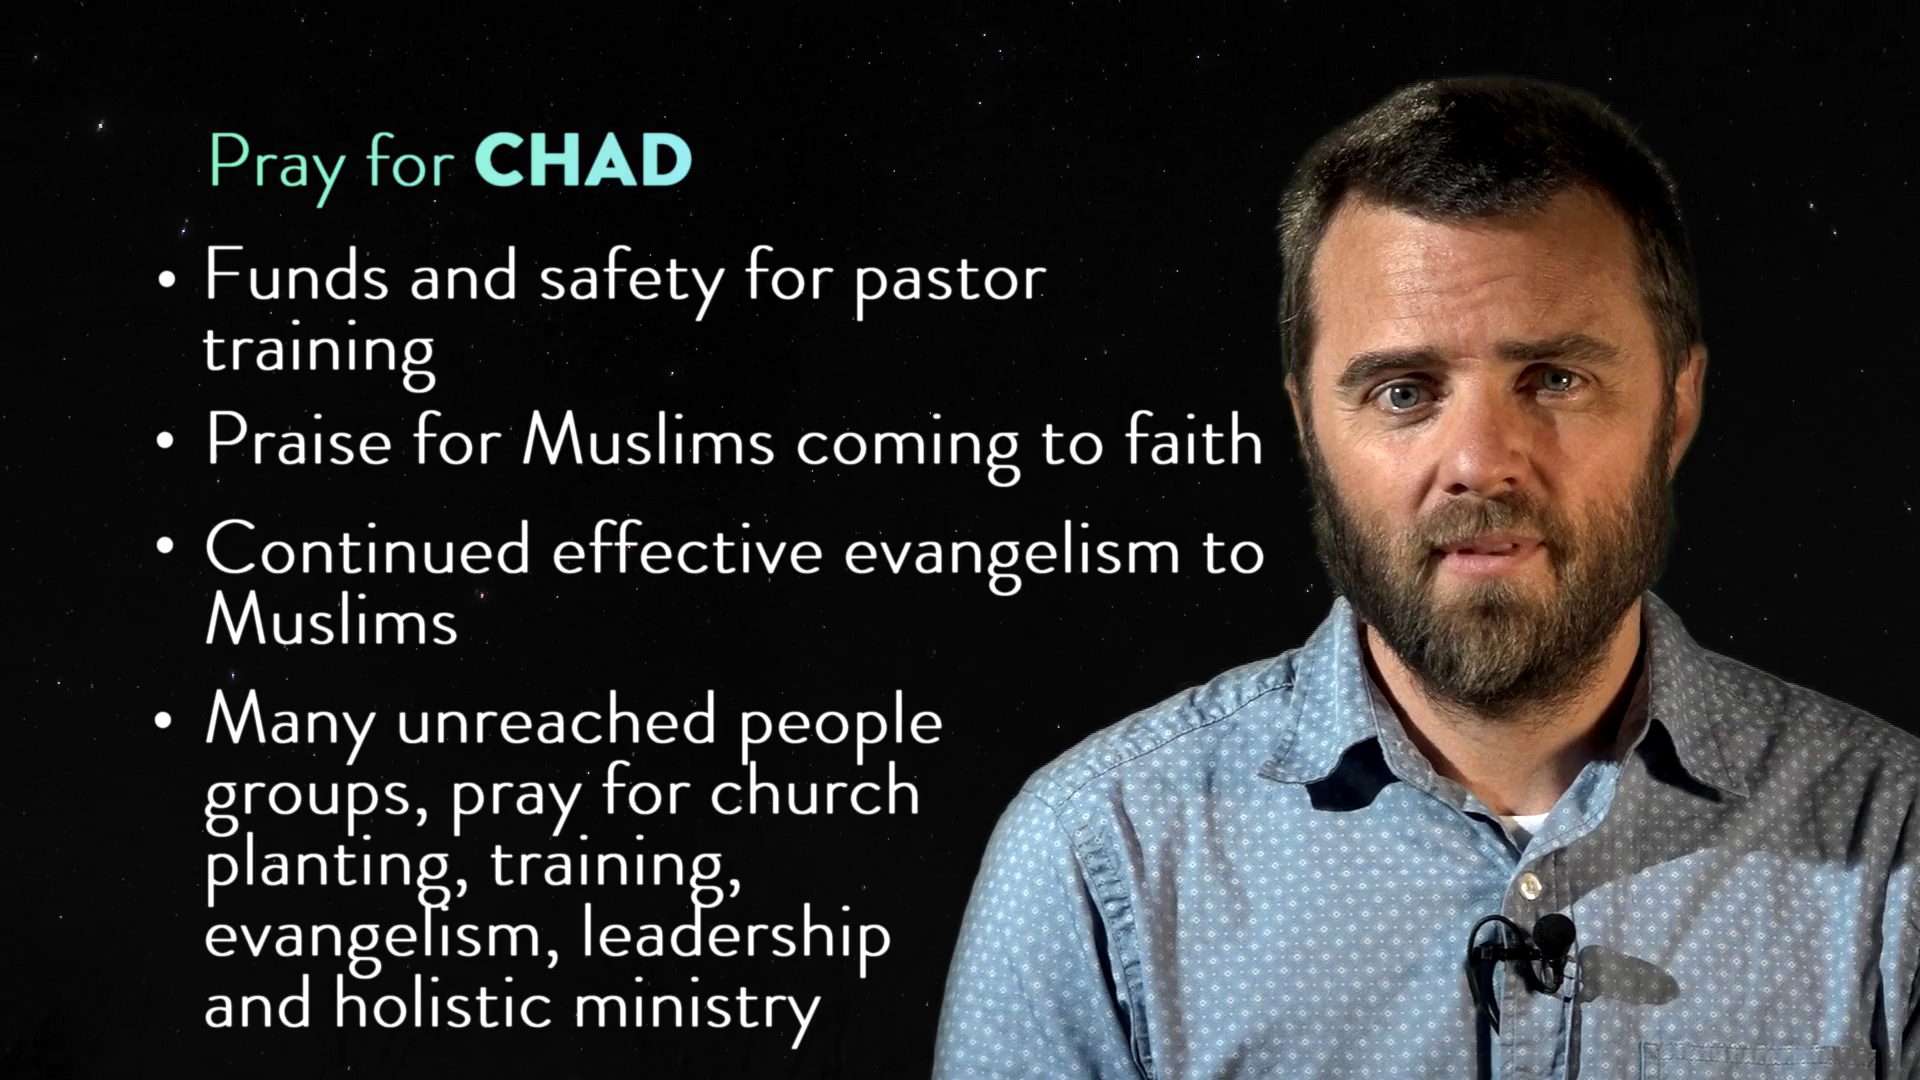 Pray for CHAD
• Funds and safety for pastor
training
• Praise for Muslims coming to faith
• Continued effective evangelism to
Muslims
• Many unreached people
groups, pray for church
planting, training,
evangelism, leadership
and holistic ministry